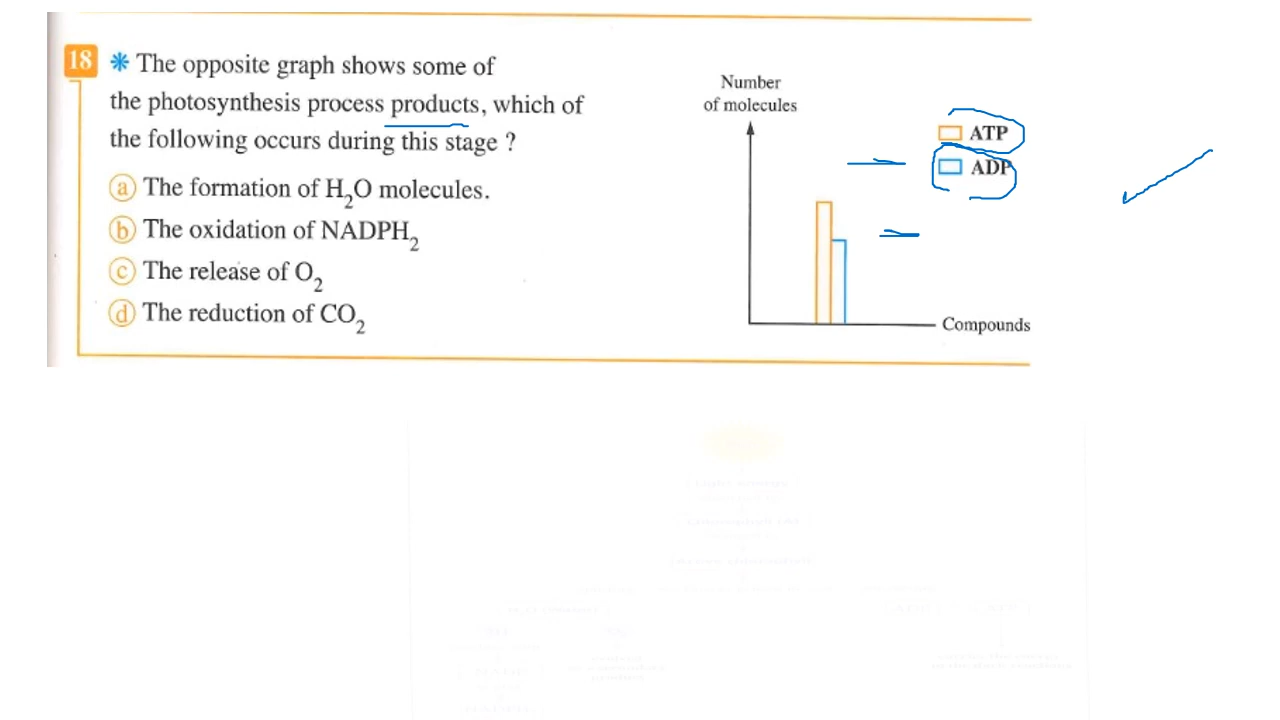 18 * The opposite graph shows some of
the photosynthesis process products, which of
the following occurs during this stage ?
a The formation of H₂O molecules.
b The oxidation of NADPH₂
c The release of O₂
d The reduction of CO₂
Number
of molecules
ATP
ADP
Compounds